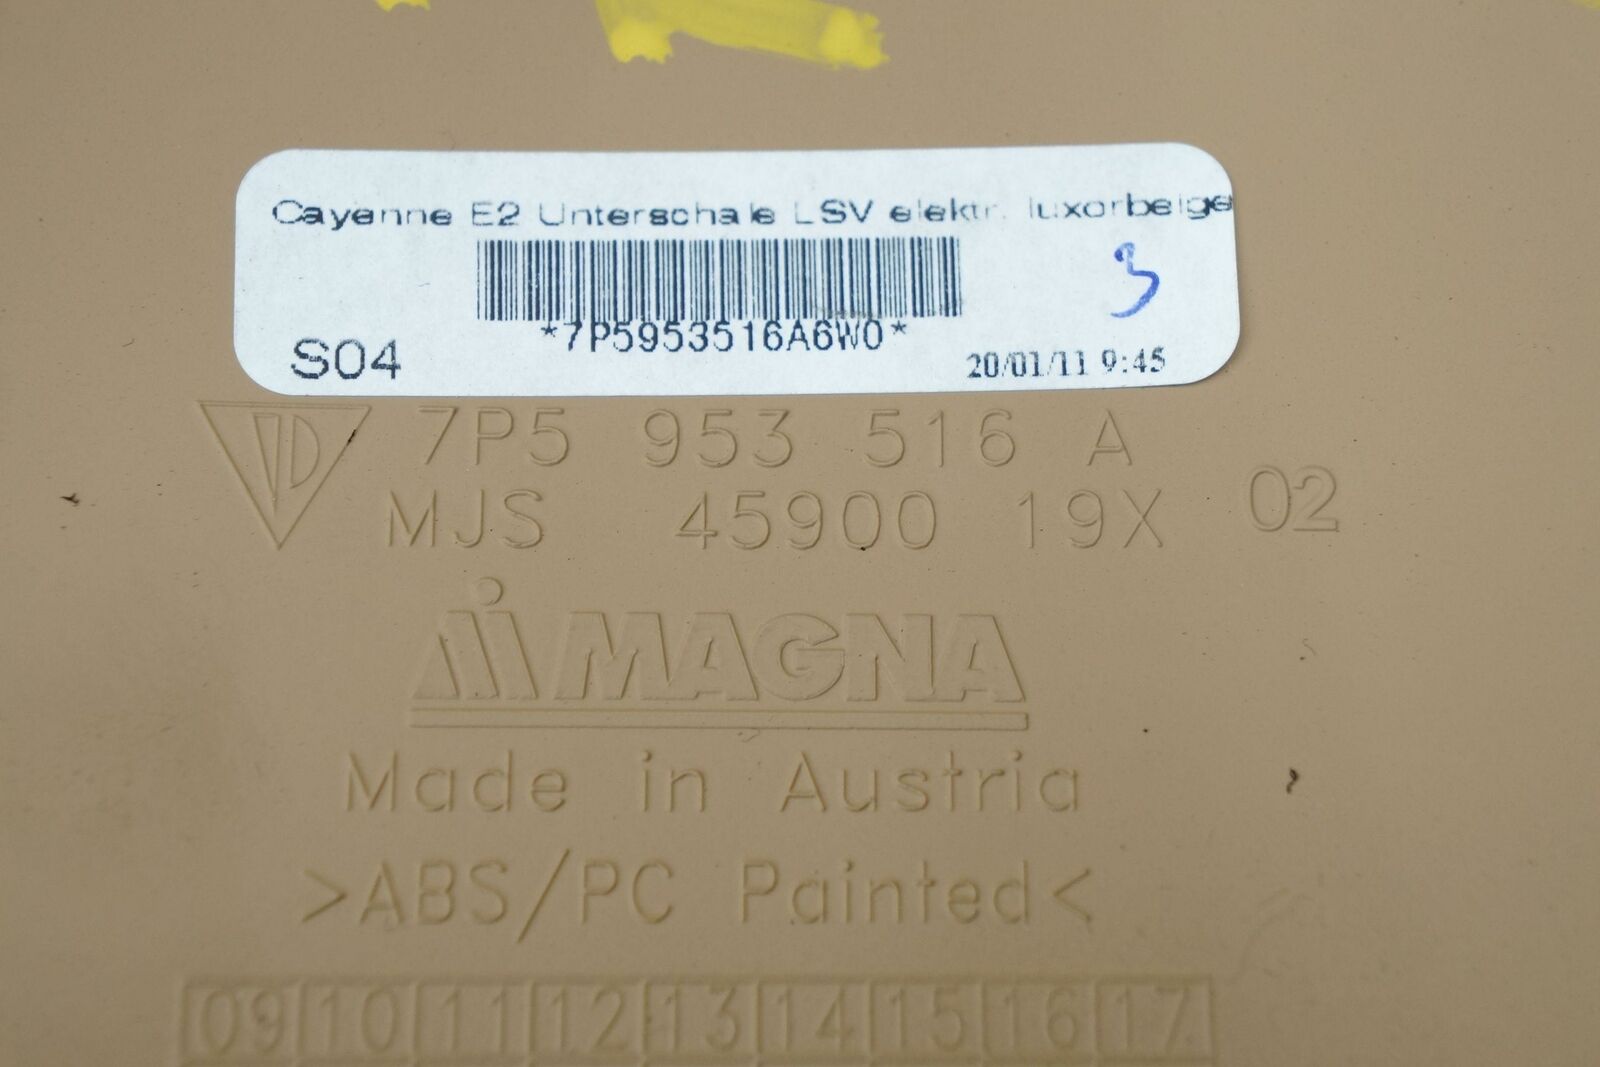 Cayenne E2 Unterschale LSV elektr. luxorbeige
3
*7P5953516A6W0*
S04
20/01/11 9:45
7P5 953 516 A
MJS 45900 19X 02
MAGNA
Made in Austria
>ABS/PC Painted<
09 10 11 12 13 14 15 16 17